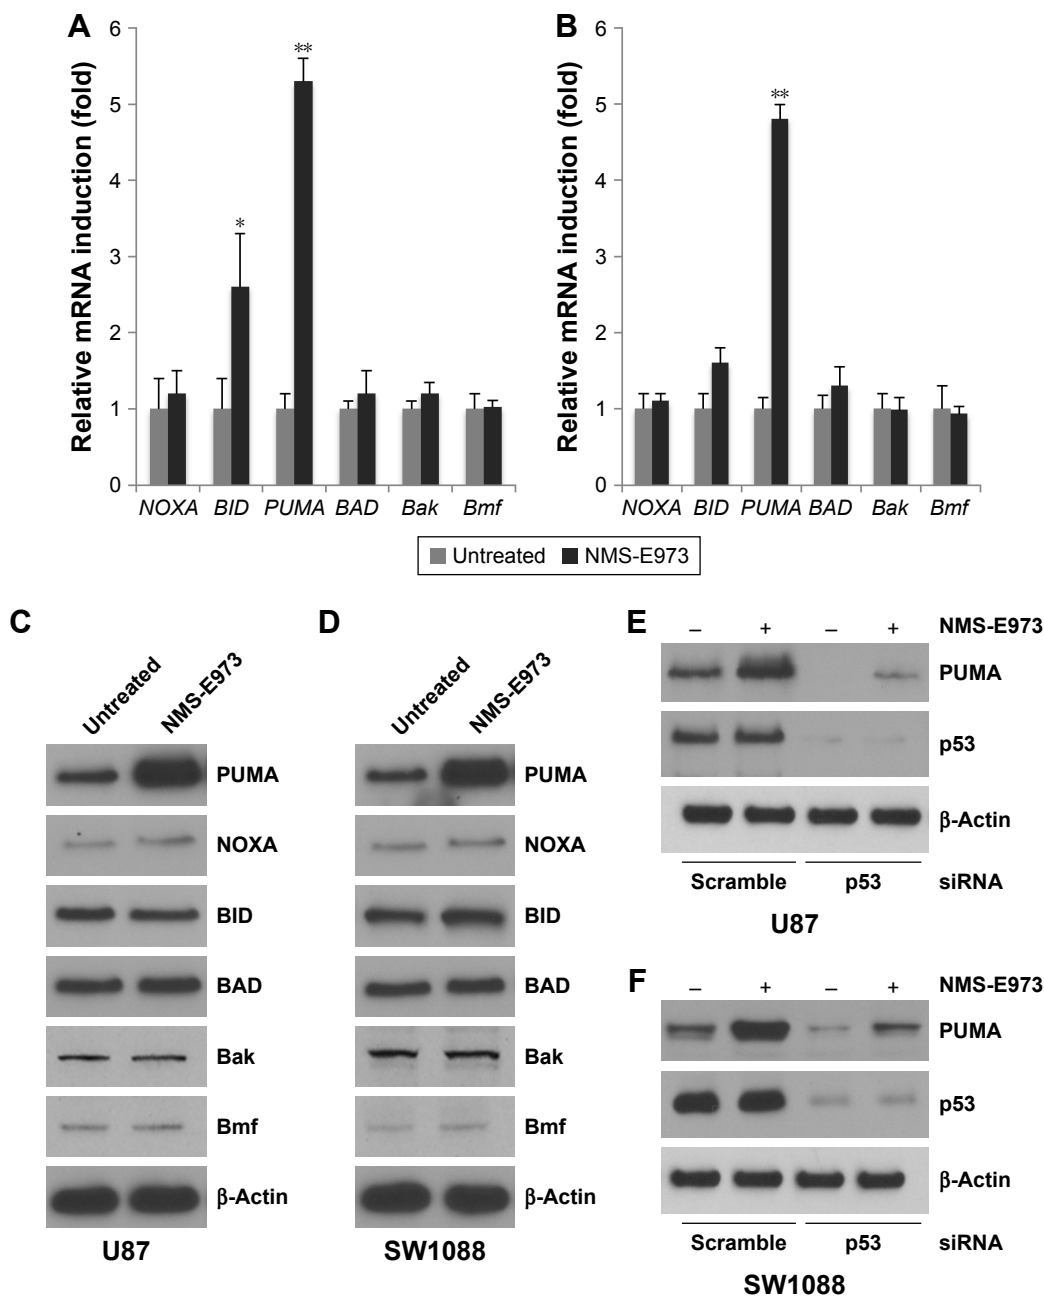 A
B
Relative mRNA induction (fold)
6
5
4
3
2
1
0
**
*
NOXA BID PUMA BAD Bak Bmf
Relative mRNA induction (fold)
6
5
4
3
2
1
0
**
NOXA BID PUMA BAD Bak Bmf
Untreated NMS-E973
C
Untreated
NMS-E973
PUMA
NOXA
BID
BAD
Bak
Bmf
β-Actin
U87
D
Untreated
NMS-E973
PUMA
NOXA
BID
BAD
Bak
Bmf
β-Actin
SW1088
E
– + – + NMS-E973
PUMA
p53
β-Actin
Scramble p53 siRNA
U87
F
– + – + NMS-E973
PUMA
p53
β-Actin
Scramble p53 siRNA
SW1088